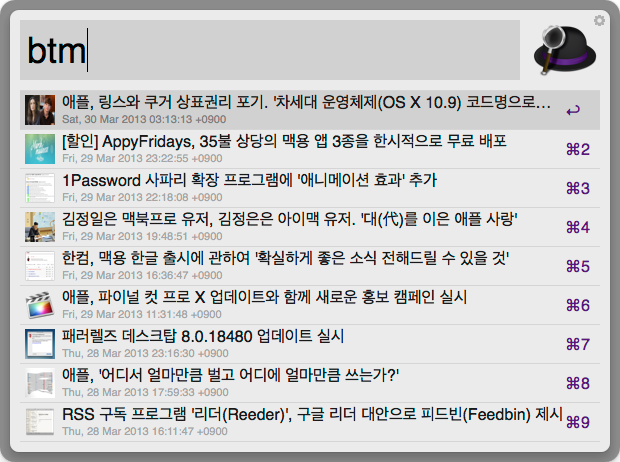 btm
애플, 링스와 쿠거 상표권리 포기. '차세대 운영체제(OS X 10.9) 코드명으로...
Sat, 30 Mar 2013 03:13:13 +0900
↩
[할인] AppyFridays, 35불 상당의 맥용 앱 3종을 한시적으로 무료 배포
Fri, 29 Mar 2013 23:22:55 +0900
⌘2
1Password 사파리 확장 프로그램에 '애니메이션 효과' 추가
Fri, 29 Mar 2013 22:18:08 +0900
⌘3
김정일은 맥북프로 유저, 김정은은 아이맥 유저. '대(代)를 이은 애플 사랑'
Fri, 29 Mar 2013 19:48:51 +0900
⌘4
한컴, 맥용 한글 출시에 관하여 '확실하게 좋은 소식 전해드릴 수 있을 것'
Fri, 29 Mar 2013 16:36:47 +0900
⌘5
애플, 파이널 컷 프로 X 업데이트와 함께 새로운 홍보 캠페인 실시
Fri, 29 Mar 2013 11:31:48 +0900
⌘6
패러렐즈 데스크탑 8.0.18480 업데이트 실시
Thu, 28 Mar 2013 23:16:30 +0900
⌘7
애플, '어디서 얼마만큼 벌고 어디에 얼마만큼 쓰는가?'
Thu, 28 Mar 2013 17:59:33 +0900
⌘8
RSS 구독 프로그램 '리더(Reeder)', 구글 리더 대안으로 피드빈(Feedbin) 제시
Thu, 28 Mar 2013 16:11:47 +0900
⌘9